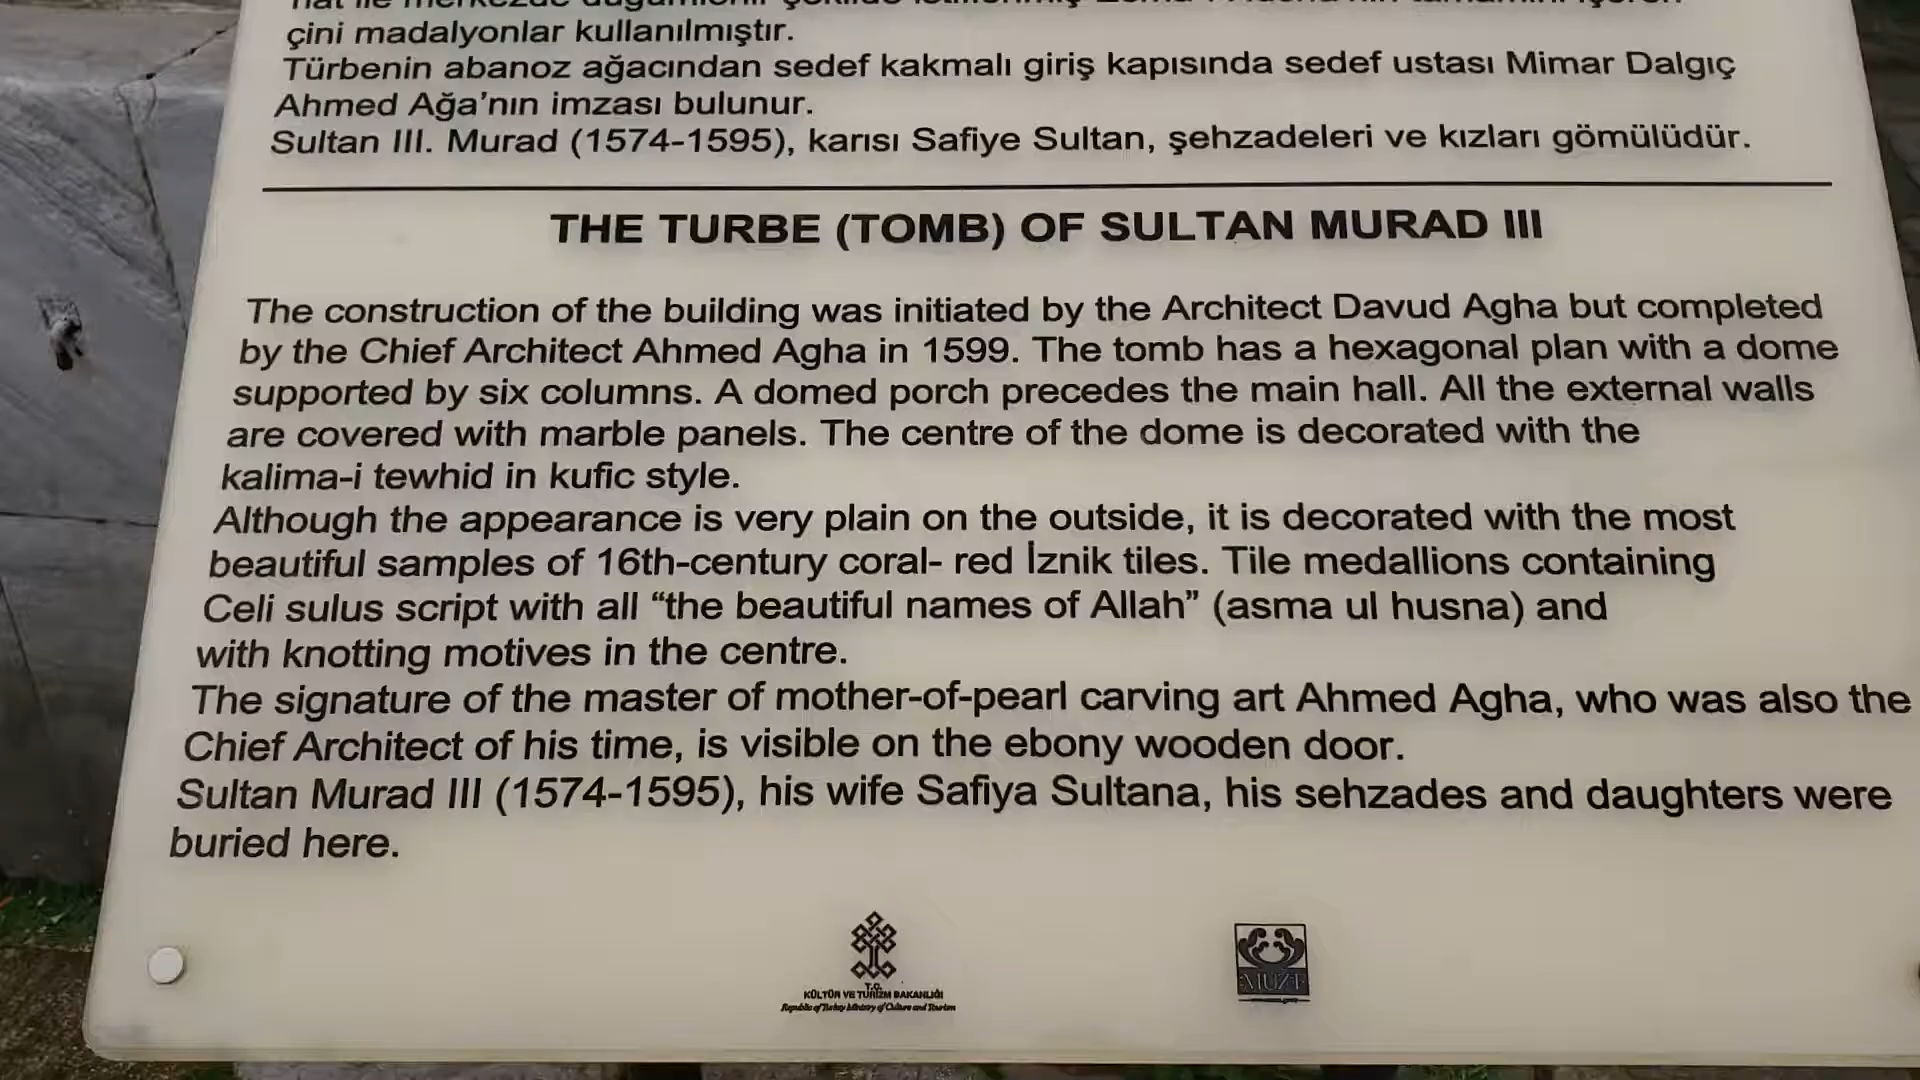 çini madalyonlar kullanılmıştır.
Türbenin abanoz ağacından sedef kakmalı giriş kapısında sedef ustası Mimar Dalgıç
Ahmed Ağa’nın imzası bulunur.
Sultan III. Murad (1574-1595), karısı Safiye Sultan, şehzadeleri ve kızları gömülüdür.
THE TURBE (TOMB) OF SULTAN MURAD III
The construction of the building was initiated by the Architect Davud Agha but completed
by the Chief Architect Ahmed Agha in 1599. The tomb has a hexagonal plan with a dome
supported by six columns. A domed porch precedes the main hall. All the external walls
are covered with marble panels. The centre of the dome is decorated with the
kalima-i tewhid in kufic style.
Although the appearance is very plain on the outside, it is decorated with the most
beautiful samples of 16th-century coral- red İznik tiles. Tile medallions containing
Celi sulus script with all “the beautiful names of Allah” (asma ul husna) and
with knotting motives in the centre.
The signature of the master of mother-of-pearl carving art Ahmed Agha, who was also the
Chief Architect of his time, is visible on the ebony wooden door.
Sultan Murad III (1574-1595), his wife Safiya Sultana, his sehzades and daughters were
buried here.
T.C.
KÜLTÜR VE TURİZM BAKANLIĞI
Republic of Turkey Ministry of Culture and Tourism
MÜZE